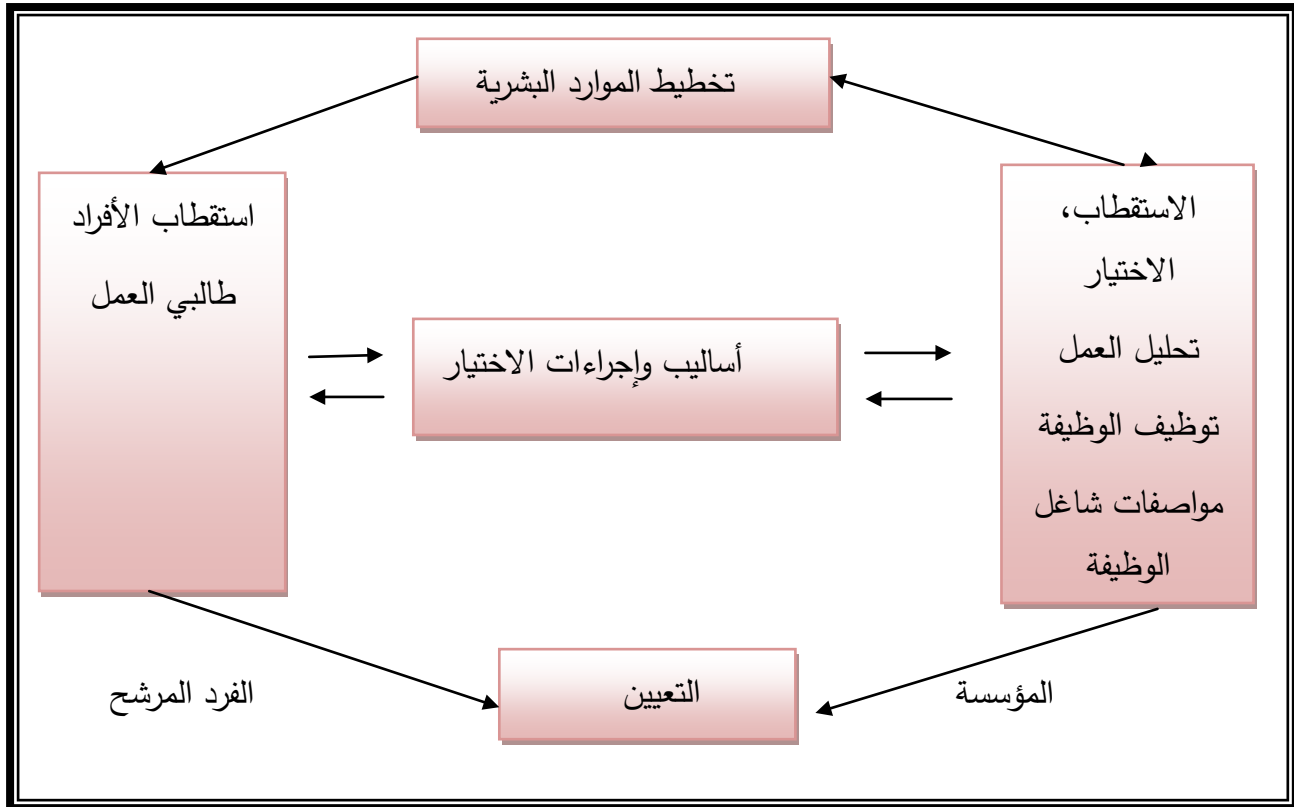 تخطيط الموارد البشرية
الاستقطاب،
الاختيار
تحليل العمل
توظيف الوظيفة
مواصفات شاغل
الوظيفة
أساليب وإجراءات الاختيار
استقطاب الأفراد
طالبي العمل
المؤسسة
التعيين
الفرد المرشح